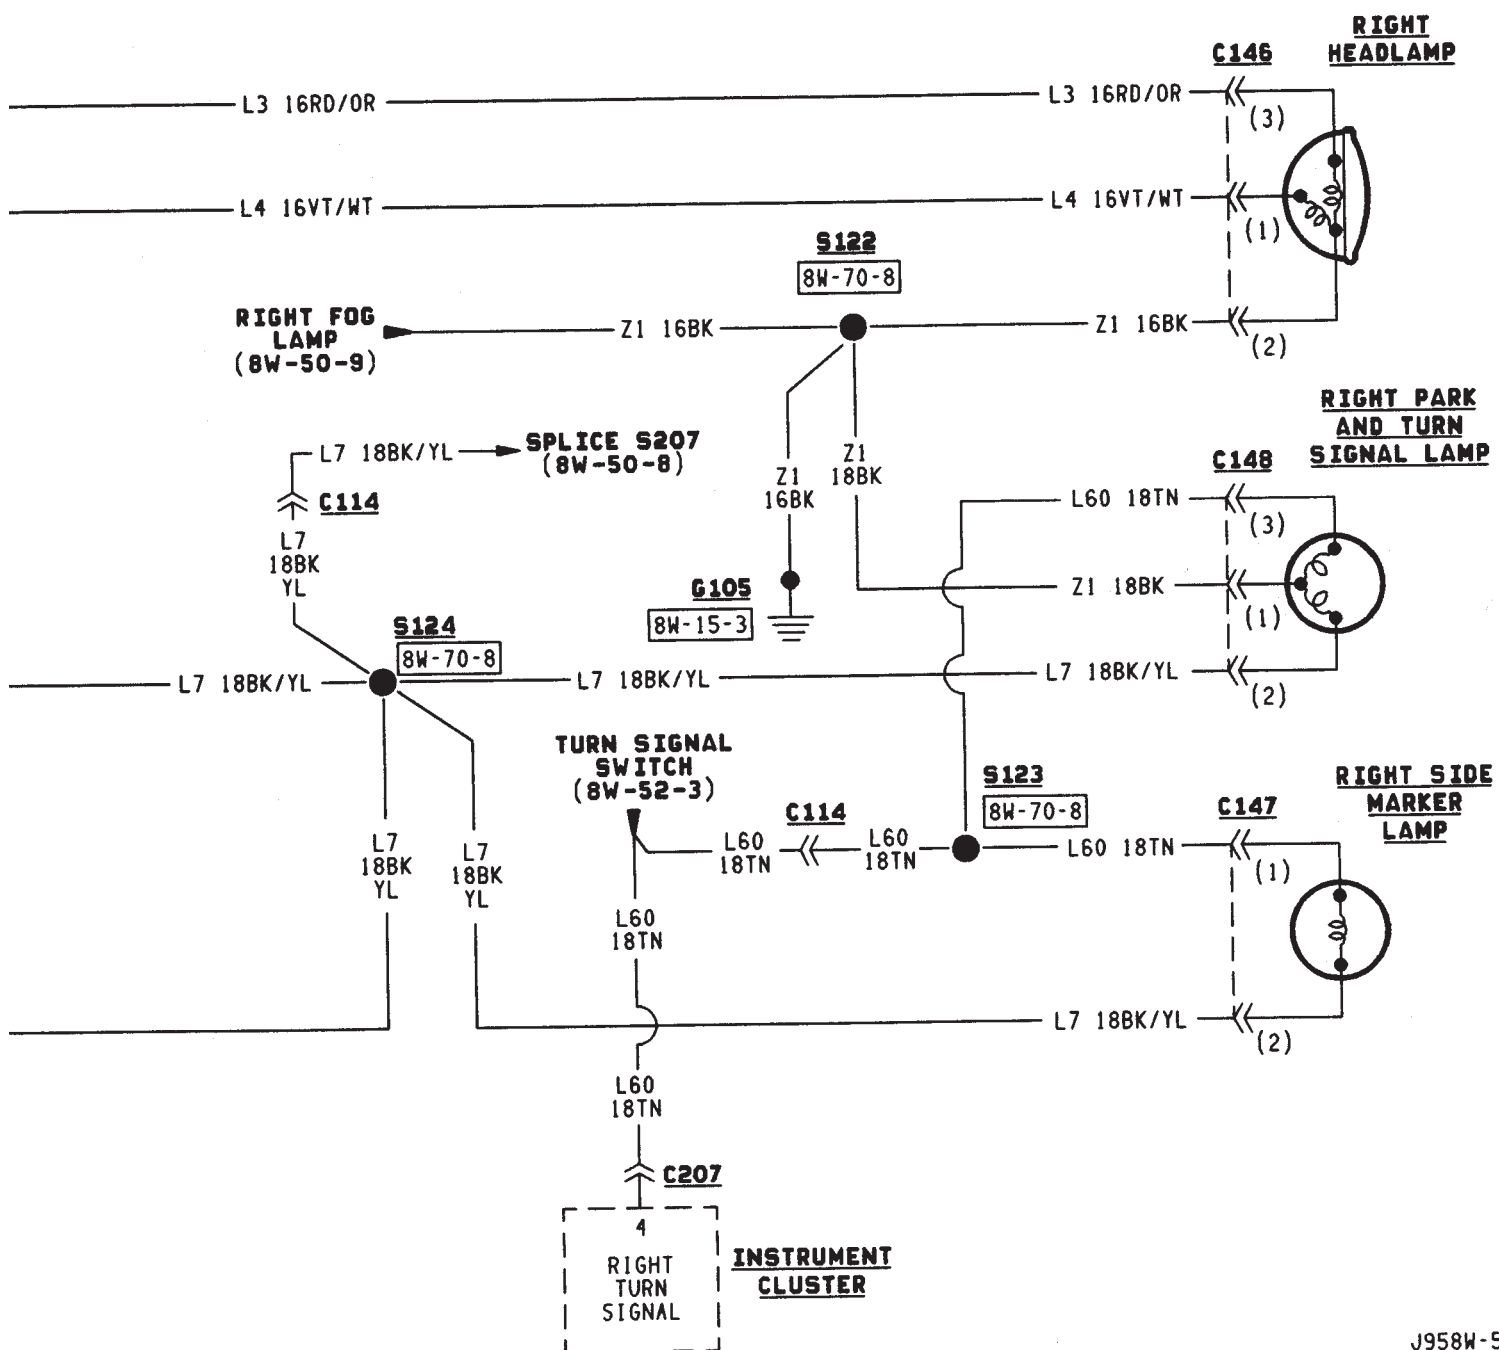 RIGHT
HEADLAMP
C146
L3 16RD/OR
L3 16RD/OR
(3)
L4 16VT/WT
L4 16VT/WT
(1)
S122
8W-70-8
RIGHT FOG
LAMP
(8W-50-9)
Z1 16BK
Z1 16BK
(2)
RIGHT PARK
AND TURN
SIGNAL LAMP
L7 18BK/YL
SPLICE S207
(8W-50-8)
C114
Z1
16BK
Z1
18BK
C148
L60 18TN
(3)
L7
18BK
YL
G105
8W-15-3
Z1 18BK
(1)
S124
8W-70-8
L7 18BK/YL
L7 18BK/YL
L7 18BK/YL
(2)
TURN SIGNAL
SWITCH
(8W-52-3)
S123
8W-70-8
C147
RIGHT SIDE
MARKER
LAMP
C114
L60
18TN
L60
18TN
L60 18TN
(1)
L7
18BK
YL
L7
18BK
YL
L60
18TN
L7 18BK/YL
(2)
L60
18TN
C207
4
RIGHT
TURN
SIGNAL
INSTRUMENT
CLUSTER
J958W-5